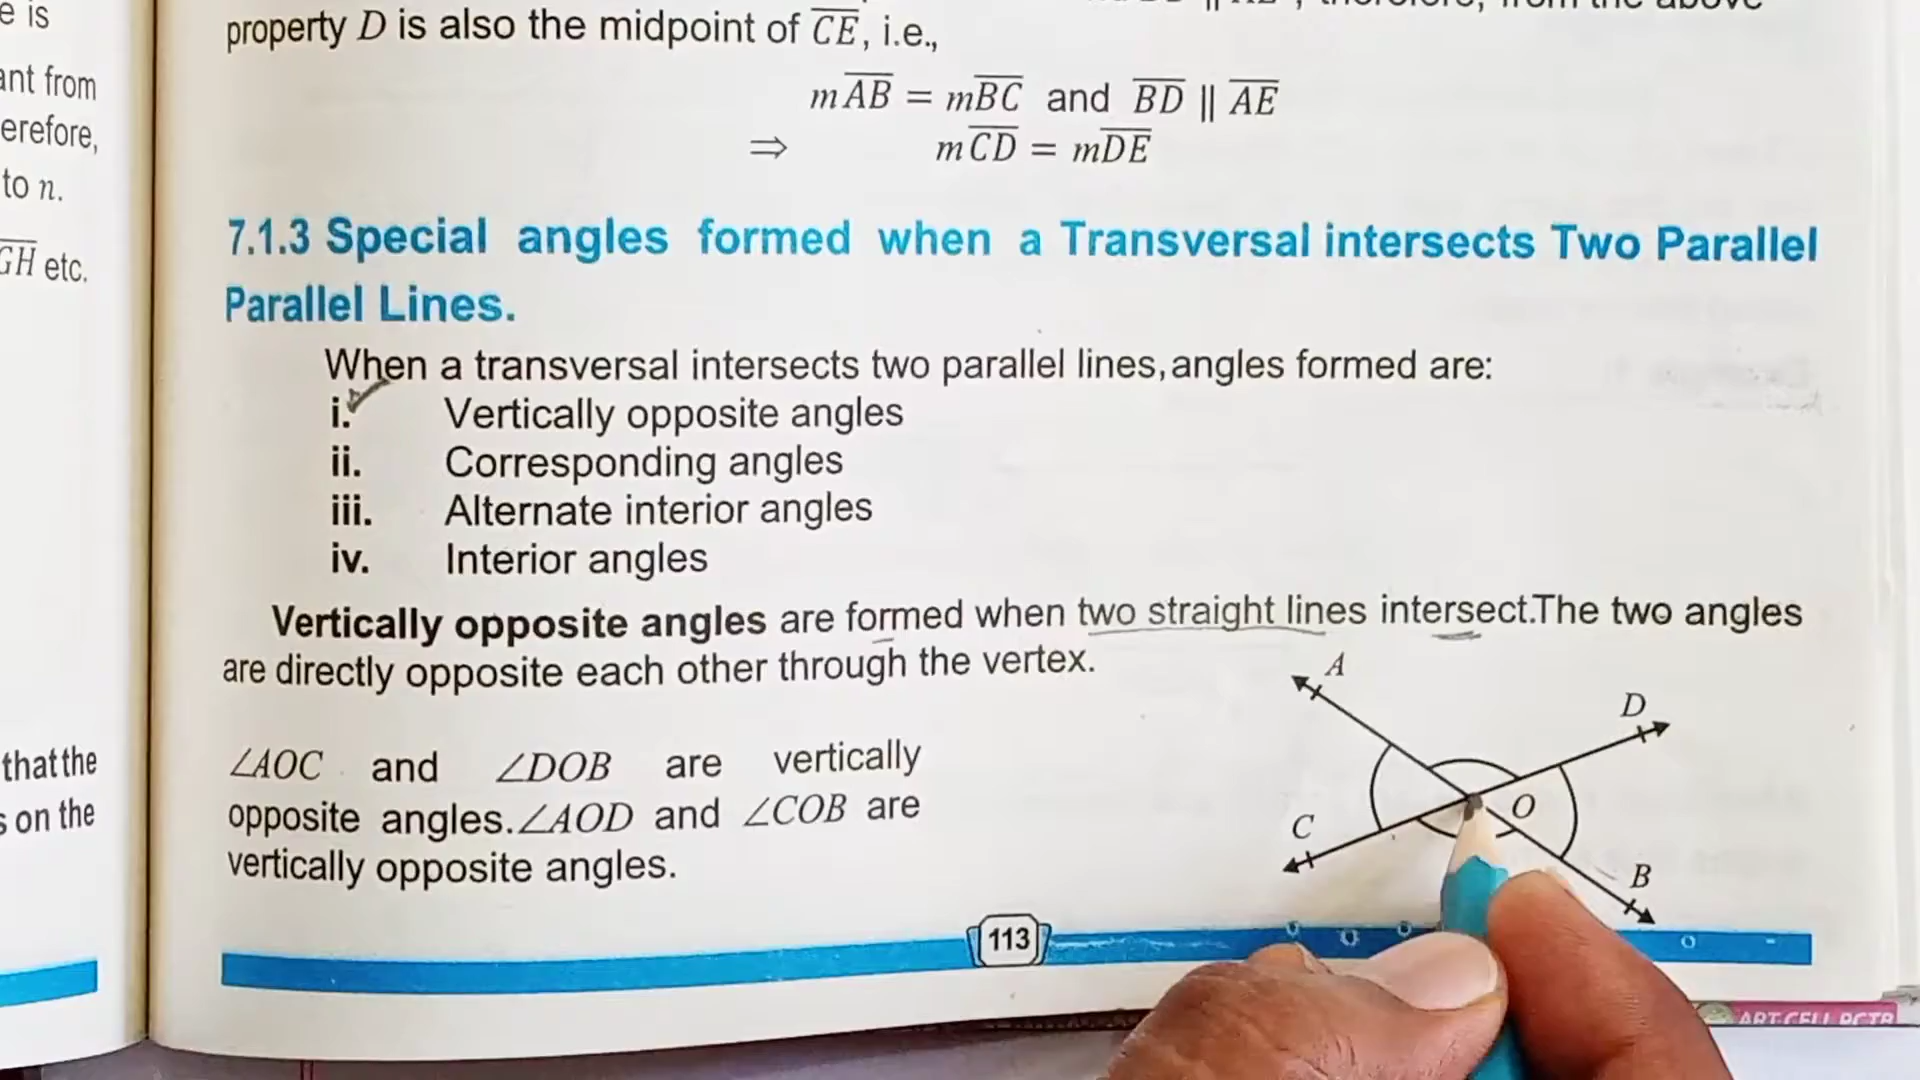 e is
ant from
erefore,
to n.
GH etc.
that the
s on the
the above
property D is also the midpoint of CE, i.e.,
mAB = mBC and BD || AE
⇒ mCD = mDE
7.1.3 Special angles formed when a Transversal intersects Two Parallel
Parallel Lines.
When a transversal intersects two parallel lines, angles formed are:
i. Vertically opposite angles
ii. Corresponding angles
iii. Alternate interior angles
iv. Interior angles
Vertically opposite angles are formed when two straight lines intersect.The two angles
are directly opposite each other through the vertex.
∠AOC and ∠DOB are vertically
opposite angles.∠AOD and ∠COB are
vertically opposite angles.
A
D
O
C
B
113